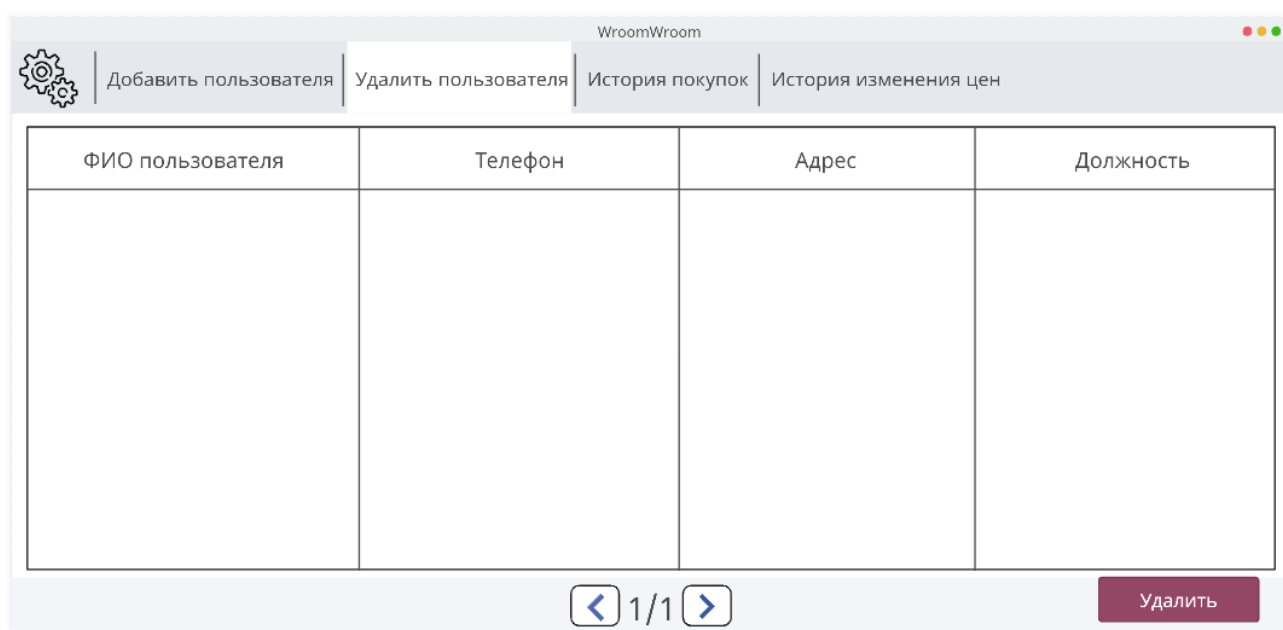 WroomWroom
Добавить пользователя Удалить пользователя История покупок История изменения цен
ФИО пользователя Телефон Адрес Должность
1/1 Удалить